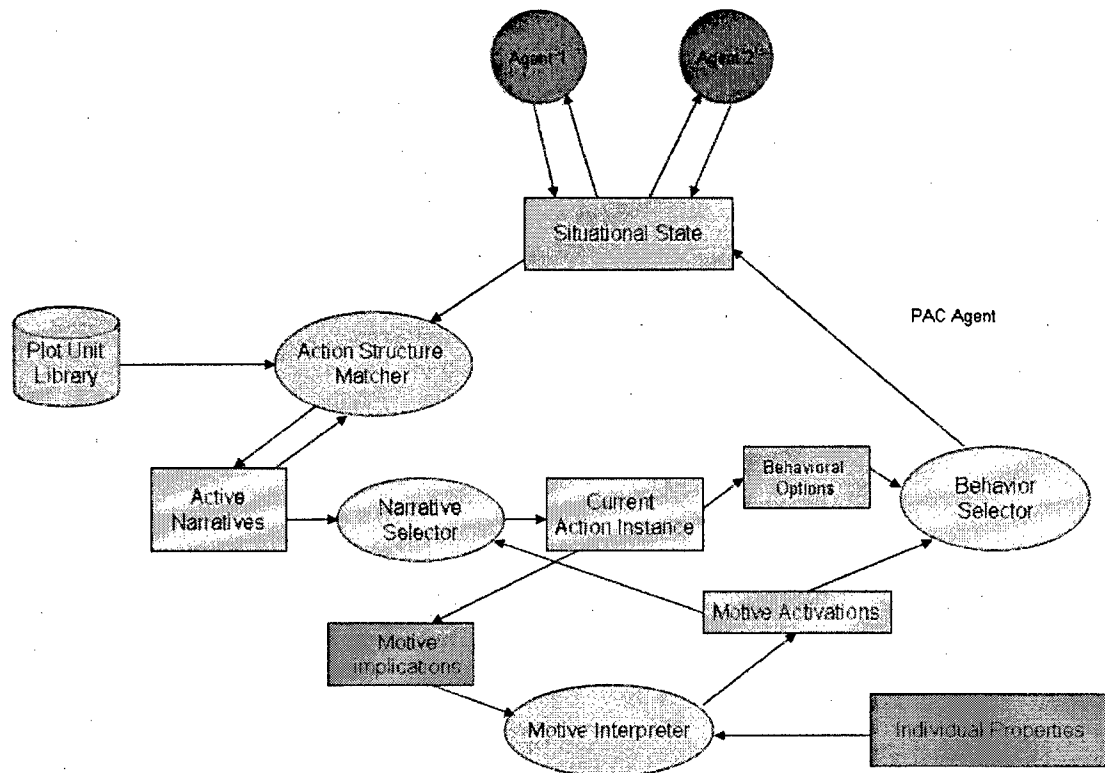 Agent 1
Agent 2
Situational State
PAC Agent
Plot Unit
Library
Action Structure
Matcher
Active
Narratives
Narrative
Selector
Current
Action Instance
Behavioral
Options
Behavior
Selector
Motive Activations
Motive
implications
Motive Interpreter
Individual Properties